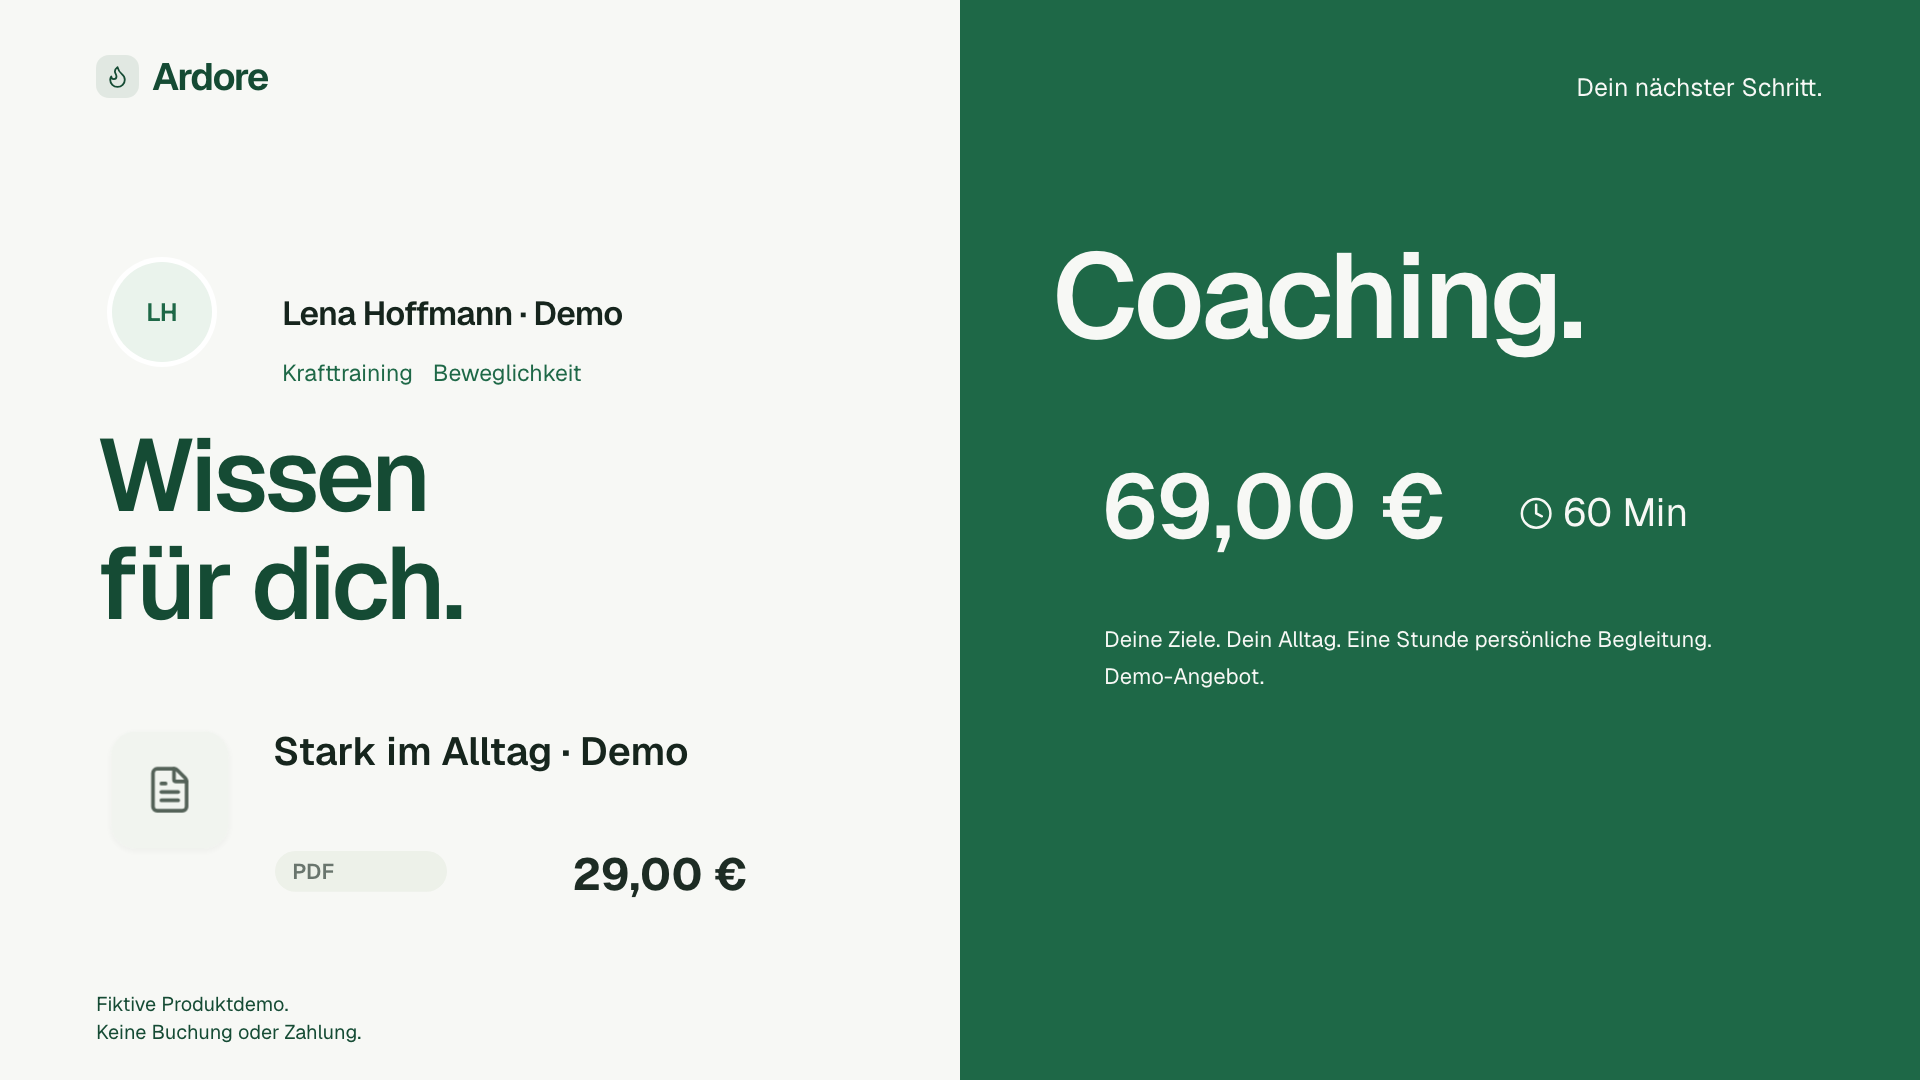 Ardore
LH
Lena Hoffmann · Demo
Krafttraining Beweglichkeit
Wissen
für dich.
Stark im Alltag · Demo
PDF
29,00 €
Fiktive Produktdemo.
Keine Buchung oder Zahlung.
Dein nächster Schritt.
Coaching.
69,00 €
60 Min
Deine Ziele. Dein Alltag. Eine Stunde persönliche Begleitung.
Demo-Angebot.